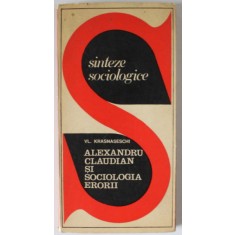 sinteze
sociologice
VL. KRASNASESCHI
ALEXANDRU
CLAUDIAN
ȘI
SOCIOLOGIA
ERORII